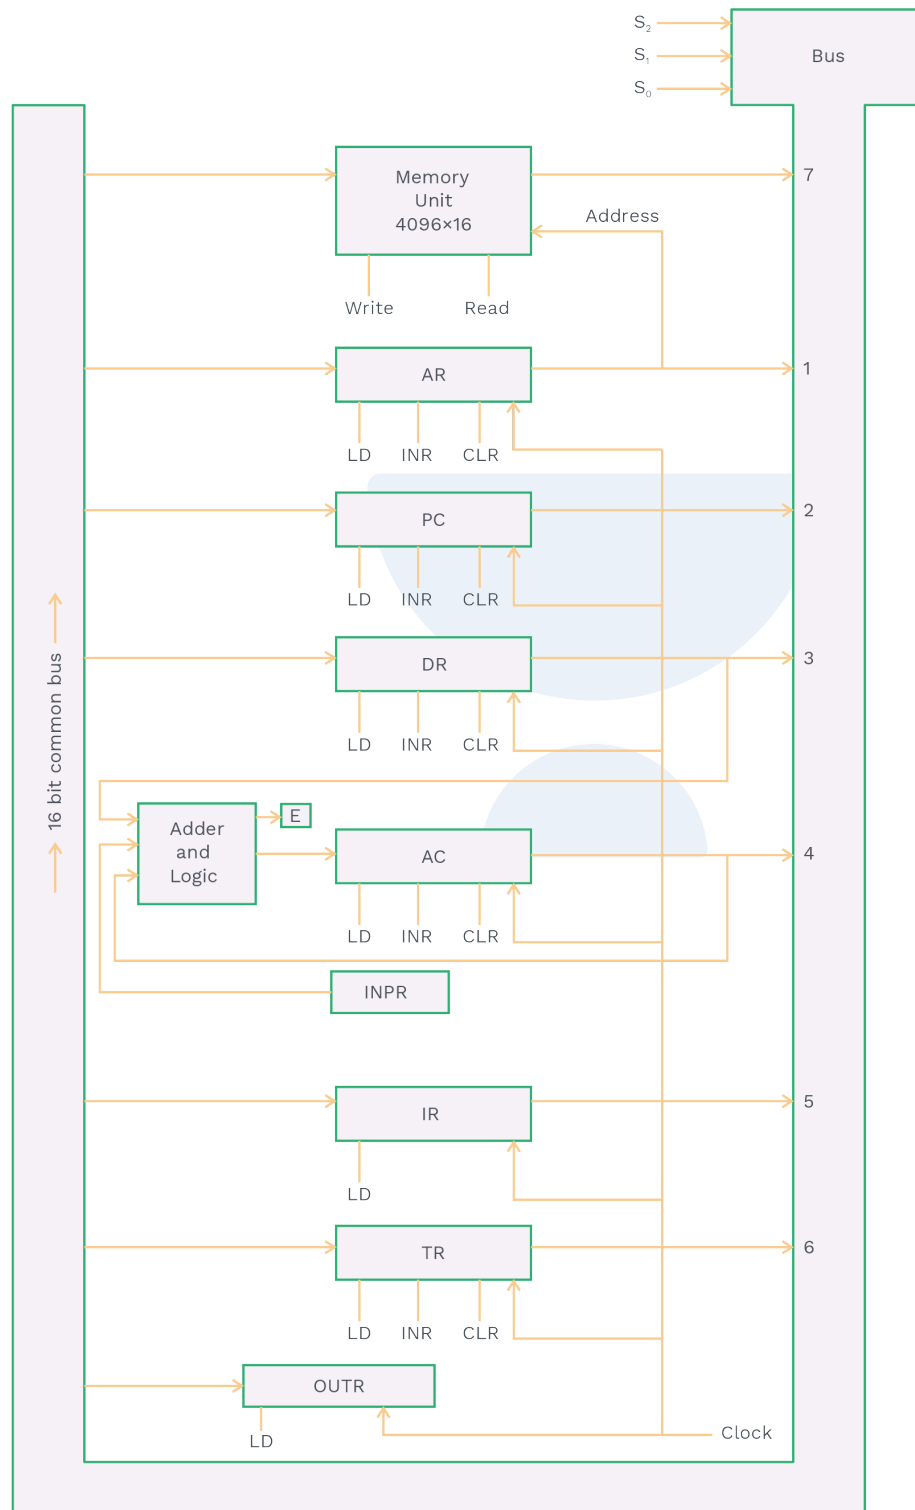 S₂
S₁
S₀
Bus
Memory
Unit
4096×16
7
Address
Write
Read
AR
1
LD
INR
CLR
PC
2
LD
INR
CLR
16 bit common bus
DR
3
LD
INR
CLR
Adder
and
Logic
E
AC
4
LD
INR
CLR
INPR
IR
5
LD
TR
6
LD
INR
CLR
OUTR
LD
Clock